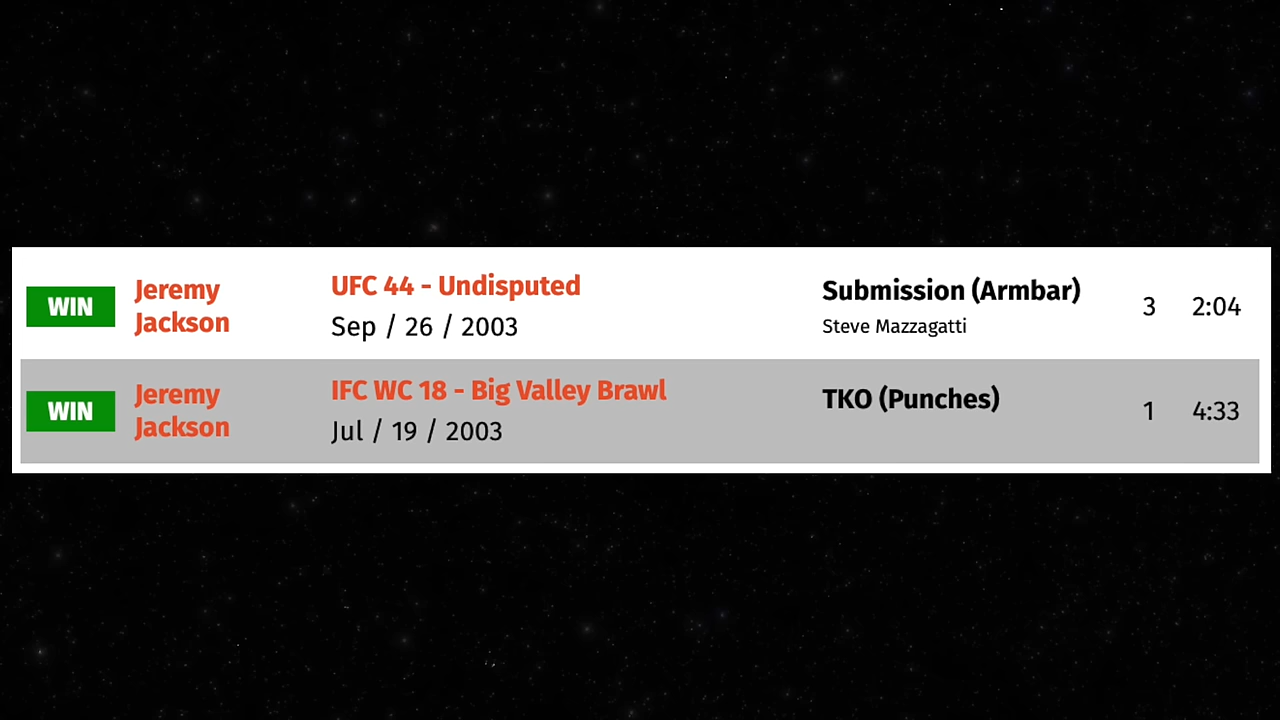 WIN
Jeremy
Jackson
UFC 44 - Undisputed
Sep / 26 / 2003
Submission (Armbar)
Steve Mazzagatti
3
2:04
WIN
Jeremy
Jackson
IFC WC 18 - Big Valley Brawl
Jul / 19 / 2003
TKO (Punches)
1
4:33